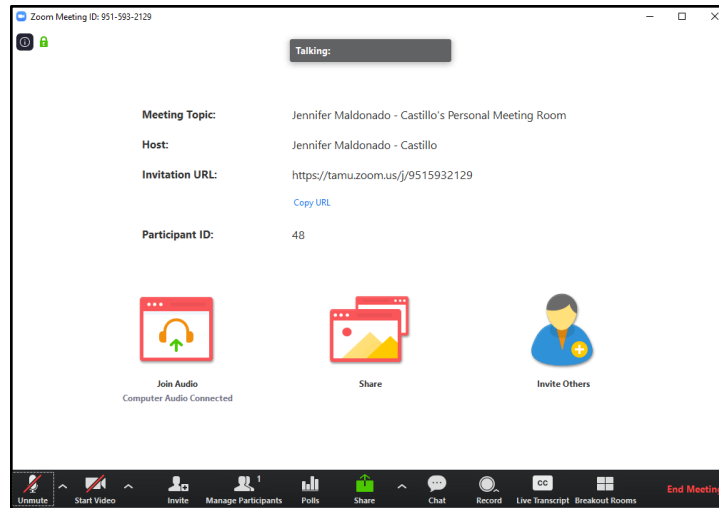 Zoom Meeting ID: 951-593-2129
Talking:
Meeting Topic: Jennifer Maldonado - Castillo's Personal Meeting Room
Host: Jennifer Maldonado - Castillo
Invitation URL: https://tamu.zoom.us/j/9515932129
Copy URL
Participant ID: 48
Join Audio Share Invite Others
Computer Audio Connected
1 CC
Unmute Start Video Invite Manage Participants Polls Share Chat Record Live Transcript Breakout Rooms End Meeting